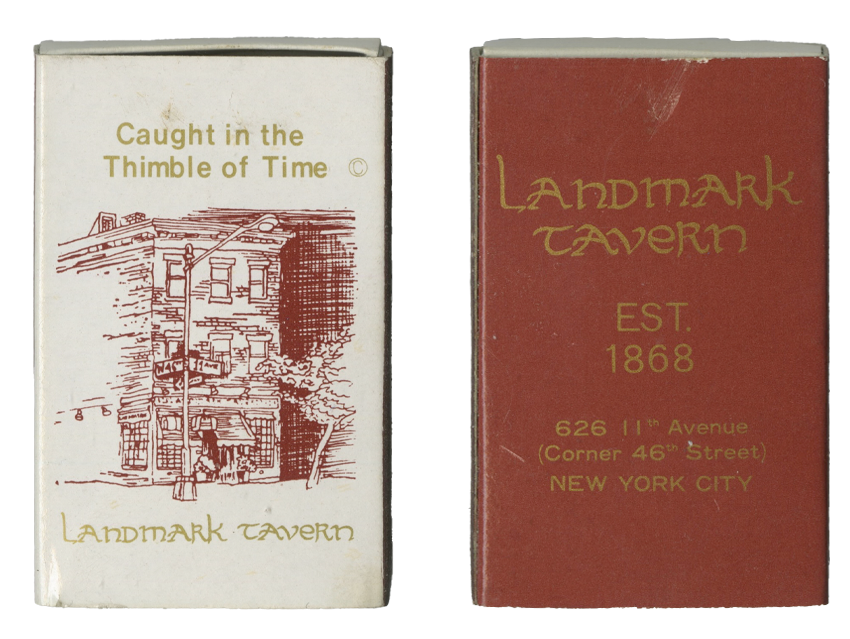 Caught in the
Thimble of Time ©
Landmark Tavern
Landmark
Tavern
EST.
1868
626 11th Avenue
(Corner 46th Street)
NEW YORK CITY